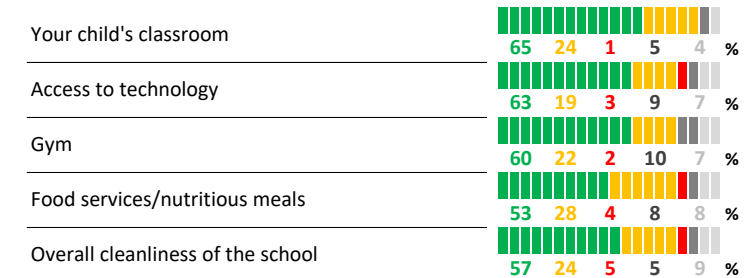 Your child's classroom
65 24 1 5 4 %
Access to technology
63 19 3 9 7 %
Gym
60 22 2 10 7 %
Food services/nutritious meals
53 28 4 8 8 %
Overall cleanliness of the school
57 24 5 5 9 %